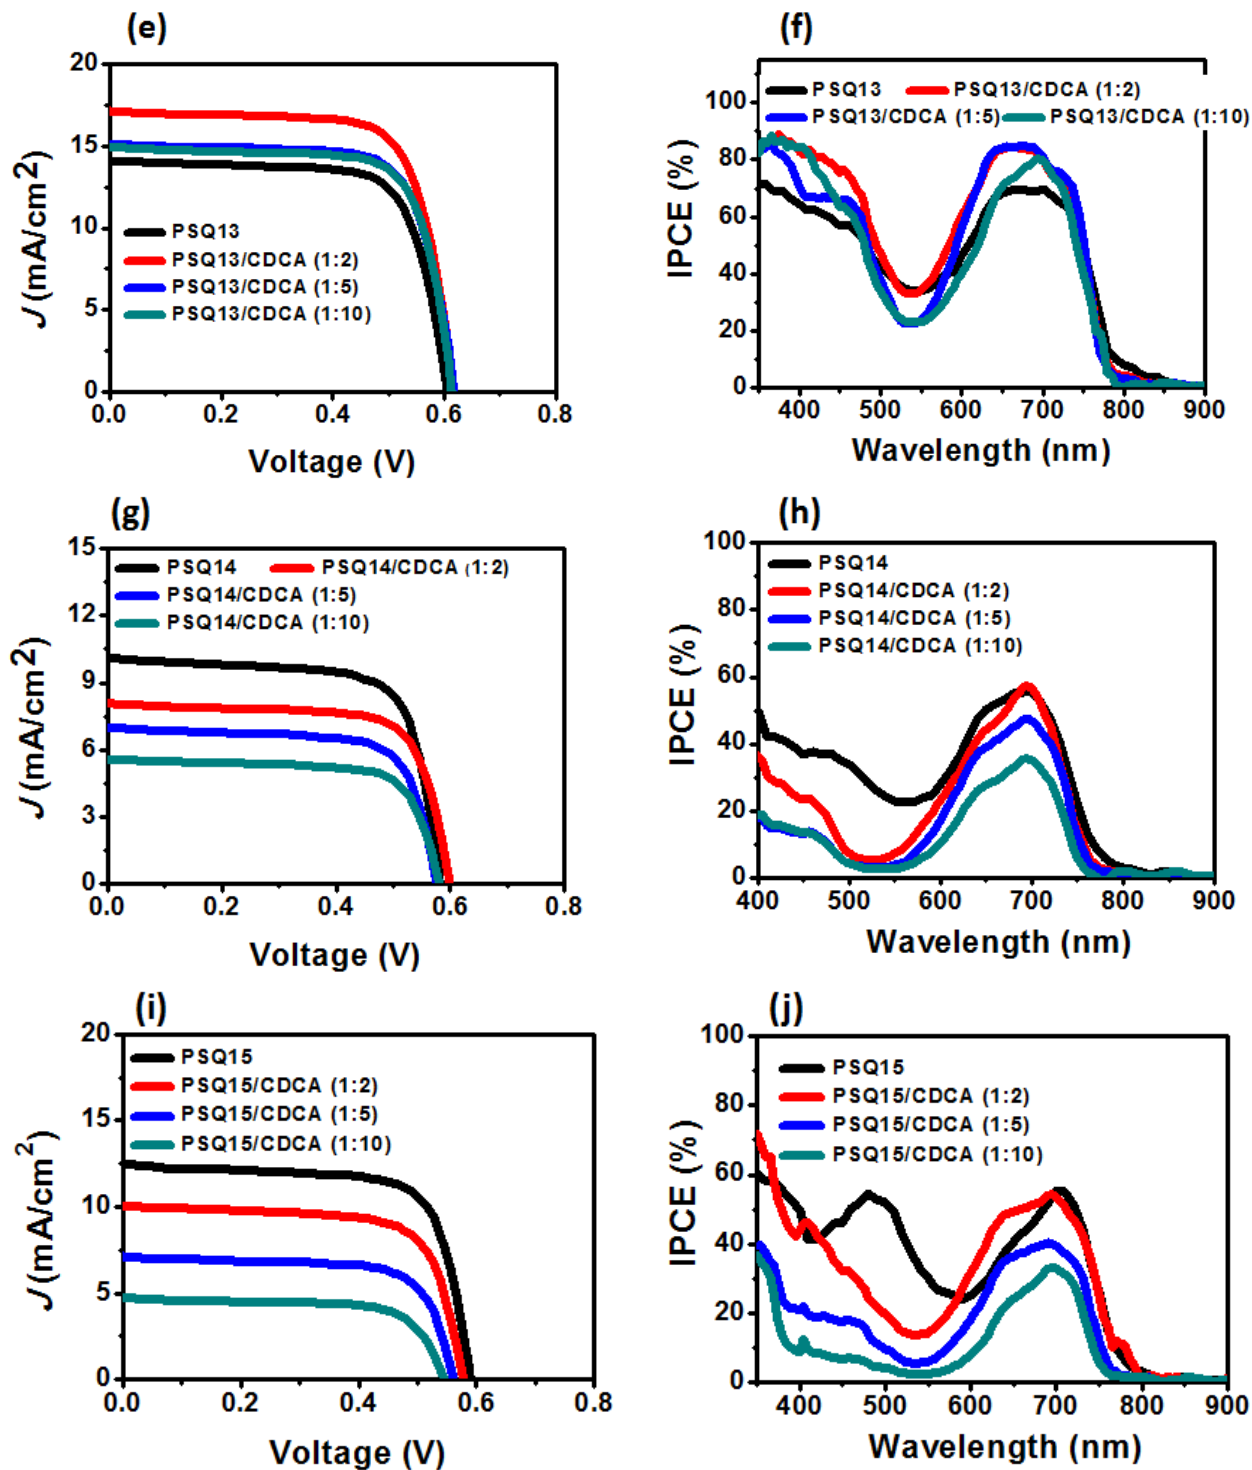 (e)
20
15
10
5
0
0.0 0.2 0.4 0.6 0.8
J (mA/cm2)
Voltage (V)
PSQ13
PSQ13/CDCA (1:2)
PSQ13/CDCA (1:5)
PSQ13/CDCA (1:10)
(f)
100
80
60
40
20
0
400 500 600 700 800 900
IPCE (%)
Wavelength (nm)
PSQ13 PSQ13/CDCA (1:2)
PSQ13/CDCA (1:5) PSQ13/CDCA (1:10)
(g)
15
12
9
6
3
0
0.0 0.2 0.4 0.6 0.8
J (mA/cm2)
Voltage (V)
PSQ14 PSQ14/CDCA (1:2)
PSQ14/CDCA (1:5)
PSQ14/CDCA (1:10)
(h)
100
80
60
40
20
0
400 500 600 700 800 900
IPCE (%)
Wavelength (nm)
PSQ14
PSQ14/CDCA (1:2)
PSQ14/CDCA (1:5)
PSQ14/CDCA (1:10)
(i)
20
15
10
5
0
0.0 0.2 0.4 0.6 0.8
J (mA/cm²)
Voltage (V)
PSQ15
PSQ15/CDCA (1:2)
PSQ15/CDCA (1:5)
PSQ15/CDCA (1:10)
(j)
100
80
60
40
20
0
400 500 600 700 800 900
IPCE (%)
Wavelength (nm)
PSQ15
PSQ15/CDCA (1:2)
PSQ15/CDCA (1:5)
PSQ15/CDCA (1:10)